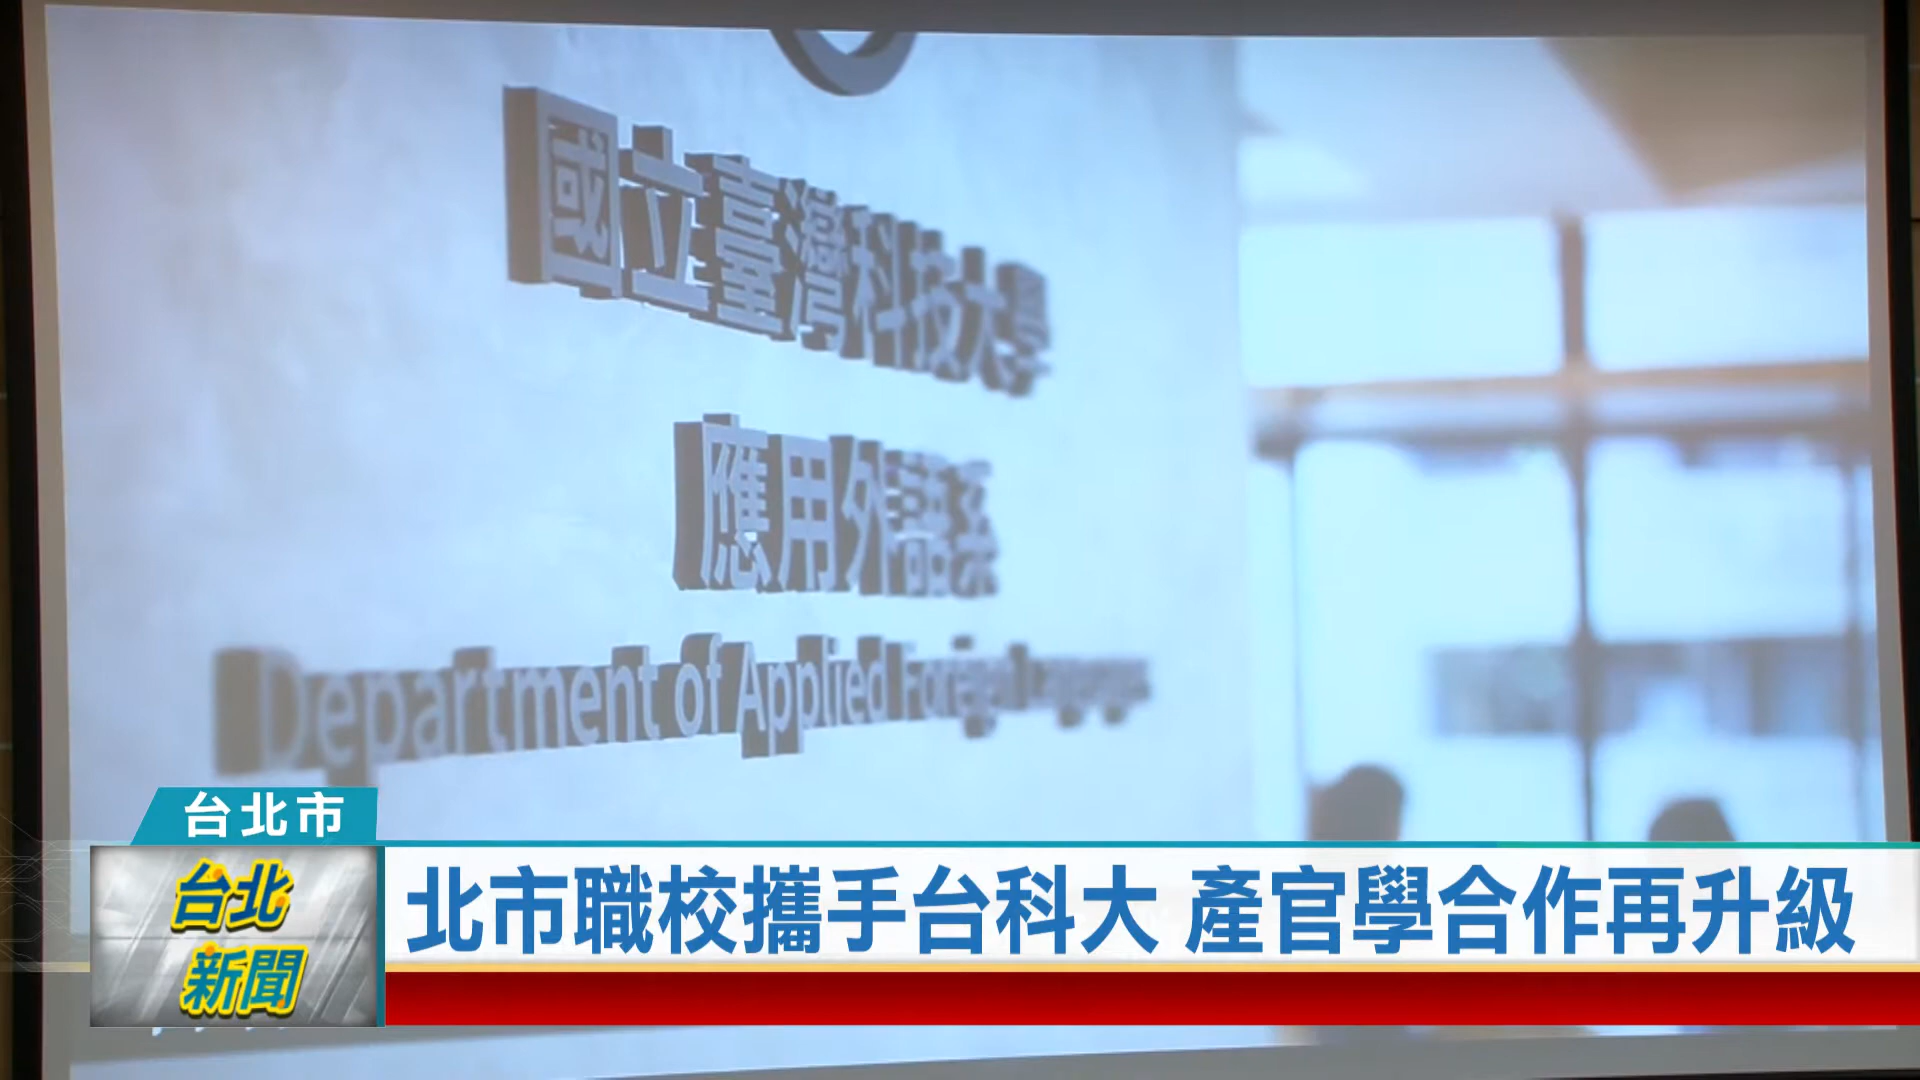 國立臺灣科技大學
應用外語系
Department of Applied Foreign Languages
台北市
台北
新聞
北市職校攜手台科大 產官學合作再升級